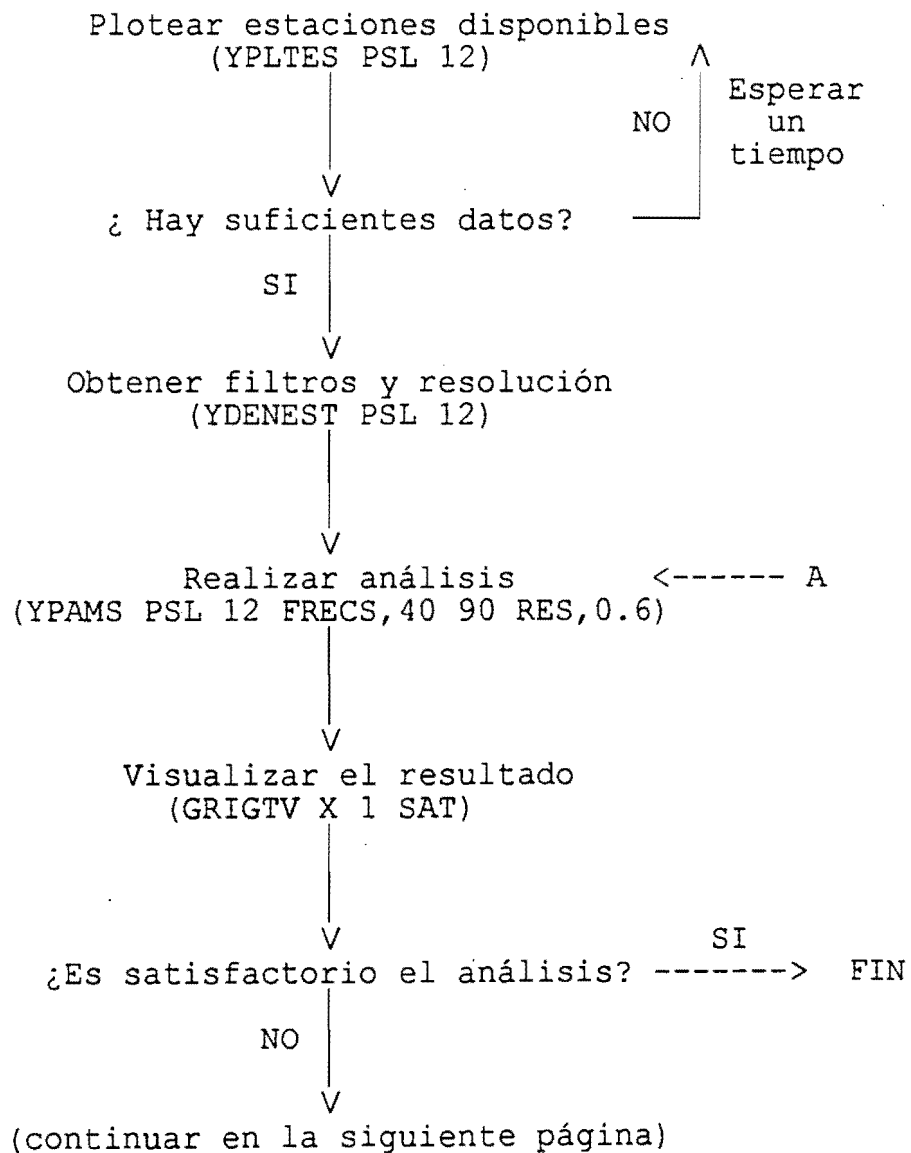 Plotear estaciones disponibles
(YPLTES PSL 12)
Esperar
NO un
tiempo
¿ Hay suficientes datos?
SI
Obtener filtros y resolución
(YDENEST PSL 12)
Realizar análisis <------ A
(YPAMS PSL 12 FRECS,40 90 RES,0.6)
Visualizar el resultado
(GRIGTV X 1 SAT)
SI
¿Es satisfactorio el análisis? -------> FIN
NO
(continuar en la siguiente página)